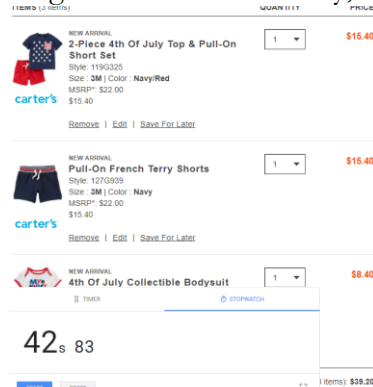 ITEMS (3 items) QUANTITY PRICE
NEW ARRIVAL
2-Piece 4th Of July Top & Pull-On
Short Set
Style: 119G325
Size : 3M | Color : Navy/Red
MSRP*: $22.00
$15.40
1
$15.40
carter's
Remove | Edit | Save For Later
NEW ARRIVAL
Pull-On French Terry Shorts
Style: 127G939
Size : 3M | Color : Navy
MSRP*: $22.00
$15.40
1
$15.40
carter's
Remove | Edit | Save For Later
NEW ARRIVAL
4th Of July Collectible Bodysuit
1
$8.40
TIMER STOPWATCH
42s 83
items): $39.20